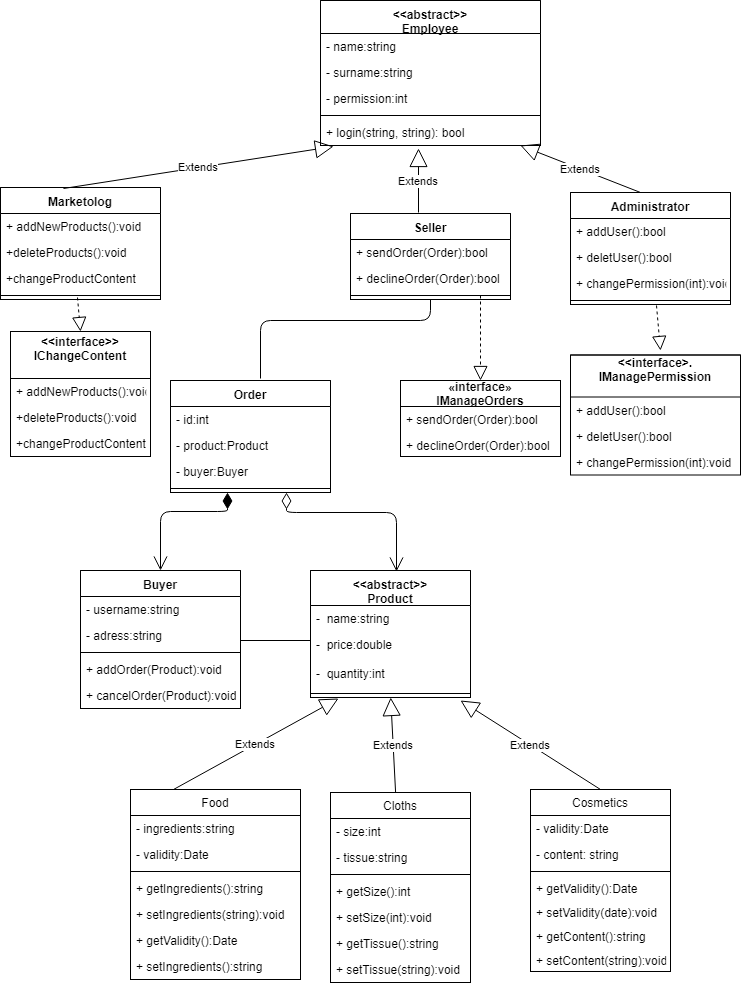 <<abstract>>
Employee
- name:string
- surname:string
- permission:int
+ login(string, string): bool
Extends
Extends
Extends
Marketolog
+ addNewProducts():void
+deleteProducts():void
+changeProductContent
Seller
+ sendOrder(Order):bool
+ declineOrder(Order):bool
Administrator
+ addUser():bool
+ deletUser():bool
+ changePermission(int):voi
<<interface>>
IChangeContent
+ addNewProducts():voi
+deleteProducts():void
+changeProductContent
Order
- id:int
- product:Product
- buyer:Buyer
«interface»
IManageOrders
+ sendOrder(Order):bool
+ declineOrder(Order):bool
<<interface>.
IManagePermission
+ addUser():bool
+ deletUser():bool
+ changePermission(int):void
Buyer
- username:string
- adress:string
+ addOrder(Product):void
+ cancelOrder(Product):void
<<abstract>>
Product
- name:string
- price:double
- quantity:int
Extends
Extends
Extends
Food
- ingredients:string
- validity:Date
+ getIngredients():string
+ setIngredients(string):void
+ getValidity():Date
+ setIngredients():string
Cloths
- size:int
- tissue:string
+ getSize():int
+ setSize(int):void
+ getTissue():string
+ setTissue(string):void
Cosmetics
- validity:Date
- content: string
+ getValidity():Date
+ setValidity(date):void
+ getContent():string
+ setContent(string):void